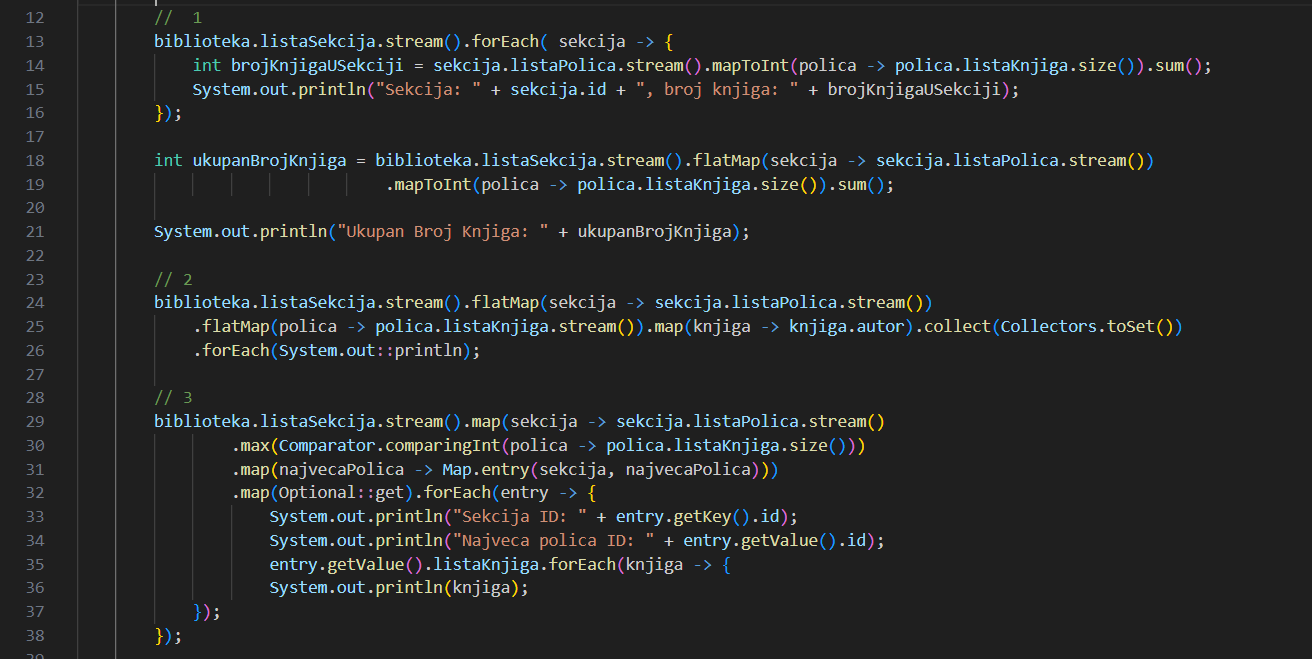 12 // 1
13 biblioteka.listaSekcija.stream().forEach( sekcija -> {
14 int brojKnjigaUSekciji = sekcija.listaPolica.stream().mapToInt(polica -> polica.listaKnjiga.size()).sum();
15 System.out.println("Sekcija: " + sekcija.id + ", broj knjiga: " + brojKnjigaUSekciji);
16 });
17
18 int ukupanBrojKnjiga = biblioteka.listaSekcija.stream().flatMap(sekcija -> sekcija.listaPolica.stream())
19 .mapToInt(polica -> polica.listaKnjiga.size()).sum();
20
21 System.out.println("Ukupan Broj Knjiga: " + ukupanBrojKnjiga);
22
23 // 2
24 biblioteka.listaSekcija.stream().flatMap(sekcija -> sekcija.listaPolica.stream())
25 .flatMap(polica -> polica.listaKnjiga.stream()).map(knjiga -> knjiga.autor).collect(Collectors.toSet())
26 .forEach(System.out::println);
27
28 // 3
29 biblioteka.listaSekcija.stream().map(sekcija -> sekcija.listaPolica.stream()
30 .max(Comparator.comparingInt(polica -> polica.listaKnjiga.size()))
31 .map(najvecaPolica -> Map.entry(sekcija, najvecaPolica)))
32 .map(Optional::get).forEach(entry -> {
33 System.out.println("Sekcija ID: " + entry.getKey().id);
34 System.out.println("Najveca polica ID: " + entry.getValue().id);
35 entry.getValue().listaKnjiga.forEach(knjiga -> {
36 System.out.println(knjiga);
37 });
38 });